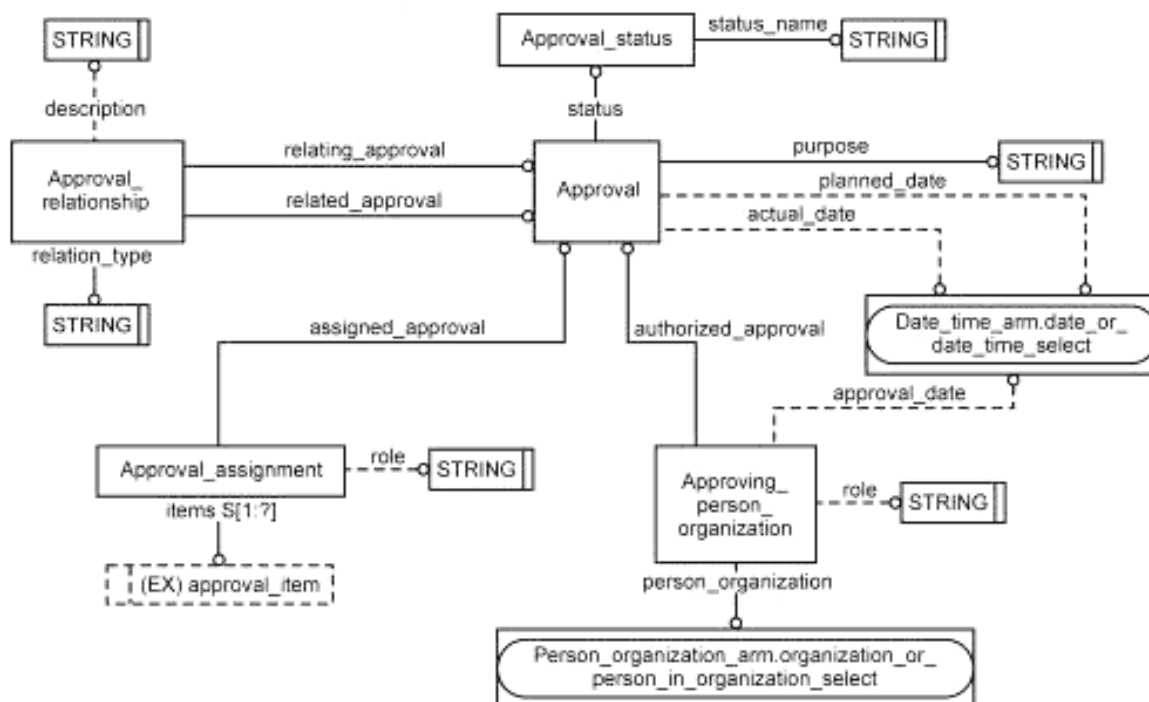 STRING
Approval_status
status_name
STRING
description
status
relating_approval
purpose
STRING
Approval_
relationship
Approval
planned_date
related_approval
actual_date
relation_type
STRING
assigned_approval
authorized_approval
Date_time_arm.date_or_
date_time_select
approval_date
Approval_assignment
role
STRING
Approving_
person_
organization
role
STRING
items S[1:?]
(EX) approval_item
person_organization
Person_organization_arm.organization_or_
person_in_organization_select